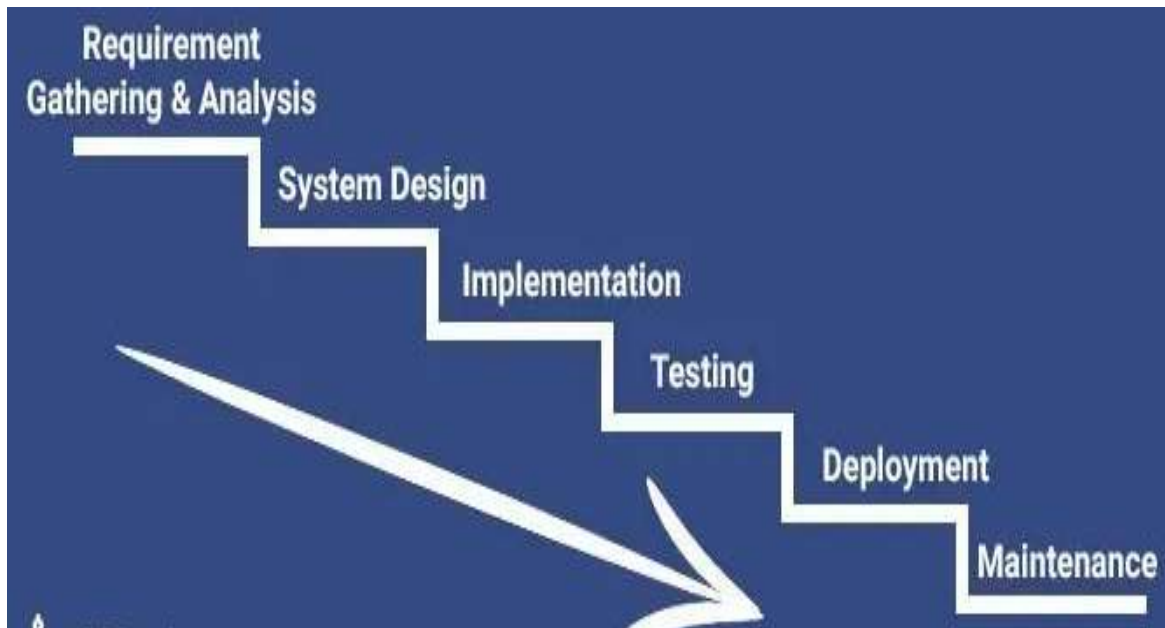 Requirement
Gathering & Analysis
System Design
Implementation
Testing
Deployment
Maintenance